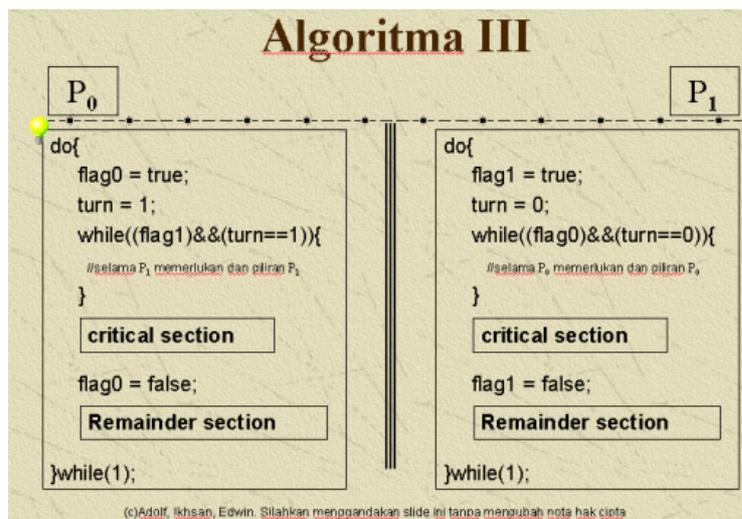 Algoritma III
P0
do{
flag0 = true;
turn = 1;
while((flag1)&&(turn==1)){
//selama P1 memerlukan dan giliran P1
}
critical section
flag0 = false;
Remainder section
}while(1);
P1
do{
flag1 = true;
turn = 0;
while((flag0)&&(turn==0)){
//selama P0 memerlukan dan giliran P0
}
critical section
flag1 = false;
Remainder section
}while(1);
(c)Adolf, Ikhsan, Edwin. Silahkan menggandakan slide ini tanpa mengubah nota hak cipta